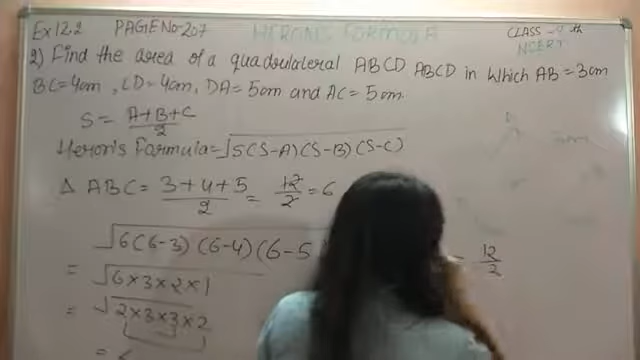 Ex 12.2 PAGE No-207 HERON'S FORMULA CLASS - 9th
NCERT
2) Find the area of a quadrilateral ABCD ABCD in which AB = 3cm
BC = 4cm, CD = 4cm, DA = 5cm and AC = 5cm.
S = A+B+C/2
Heron's Formula = √S(S-A)(S-B)(S-C)
Δ ABC = 3+4+5/2 = 12/2 = 6
√6(6-3)(6-4)(6-5 = 12/2
= √6×3×2×1
= √2×3×3×2
=